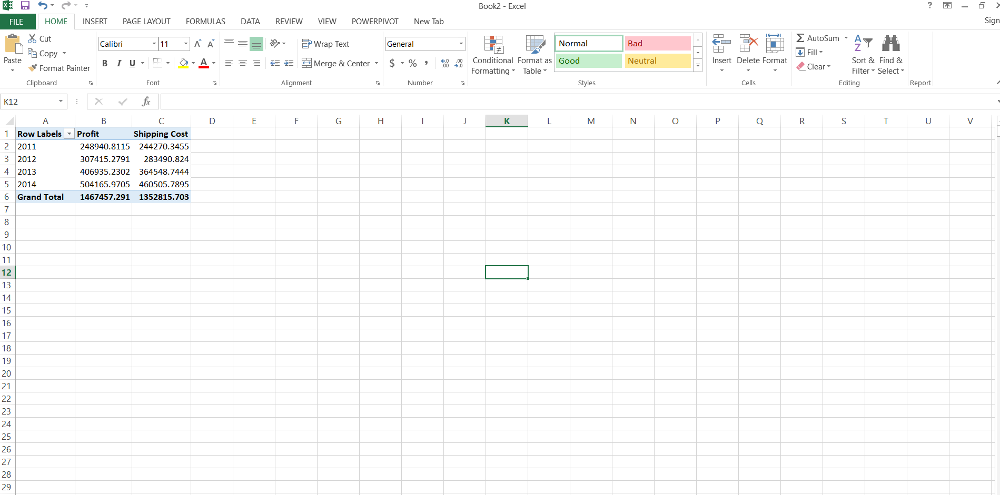 Book2 - Excel
?
FILE HOME INSERT PAGE LAYOUT FORMULAS DATA REVIEW VIEW POWERPIVOT New Tab
Sign
Paste
Cut
Copy
Format Painter
Clipboard
Calibri 11 A A
B I U A
Font
Wrap Text
Merge & Center
Alignment
General
$ % ,
Number
Conditional Formatting
Format as Table
Normal Bad
Good Neutral
Styles
Insert Delete Format
Cells
AutoSum
Fill
Clear
Sort & Filter
Find & Select
Editing
Report
K12
fx
A B C D E F G H I J K L M N O P Q R S T U V
1 Row Labels Profit Shipping Cost
2 2011 248940.8115 244270.3455
3 2012 307415.2791 283490.824
4 2013 406935.2302 364548.7444
5 2014 504165.9705 460505.7895
6 Grand Total 1467457.291 1352815.703
7
8
9
10
11
12
13
14
15
16
17
18
19
20
21
22
23
24
25
26
27
28
29